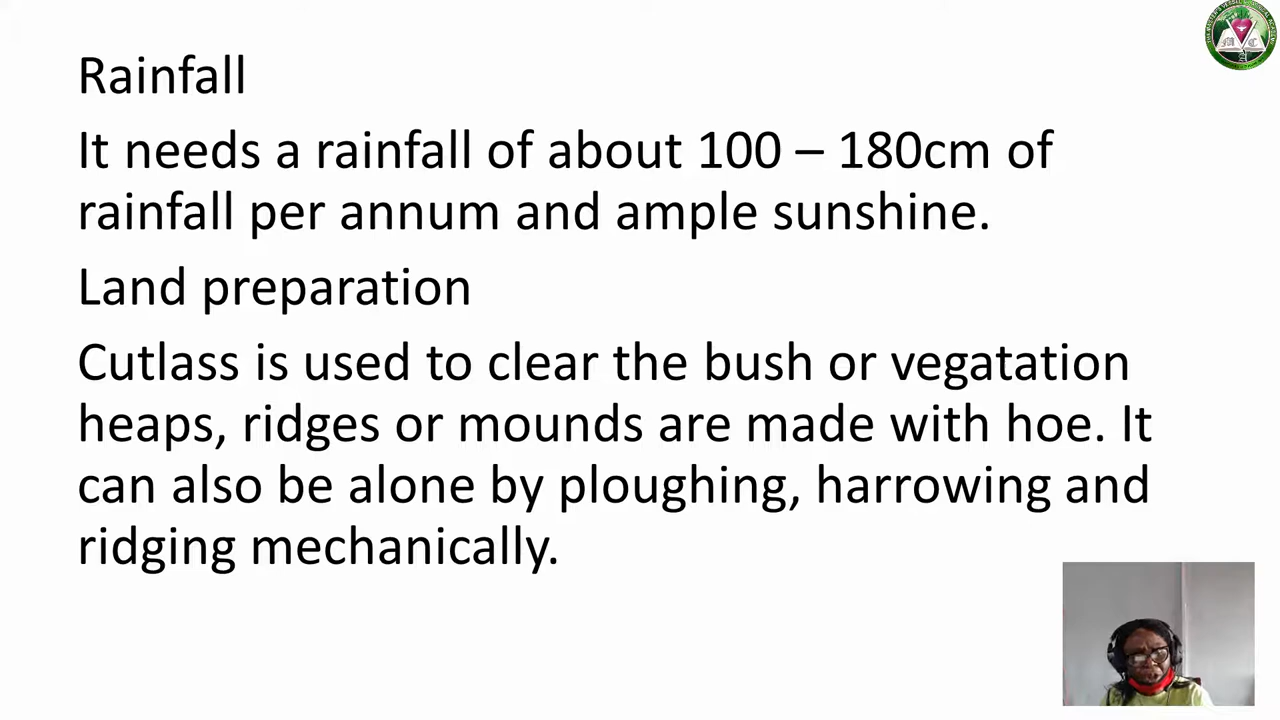 Rainfall
It needs a rainfall of about 100 – 180cm of
rainfall per annum and ample sunshine.
Land preparation
Cutlass is used to clear the bush or vegatation
heaps, ridges or mounds are made with hoe. It
can also be alone by ploughing, harrowing and
ridging mechanically.